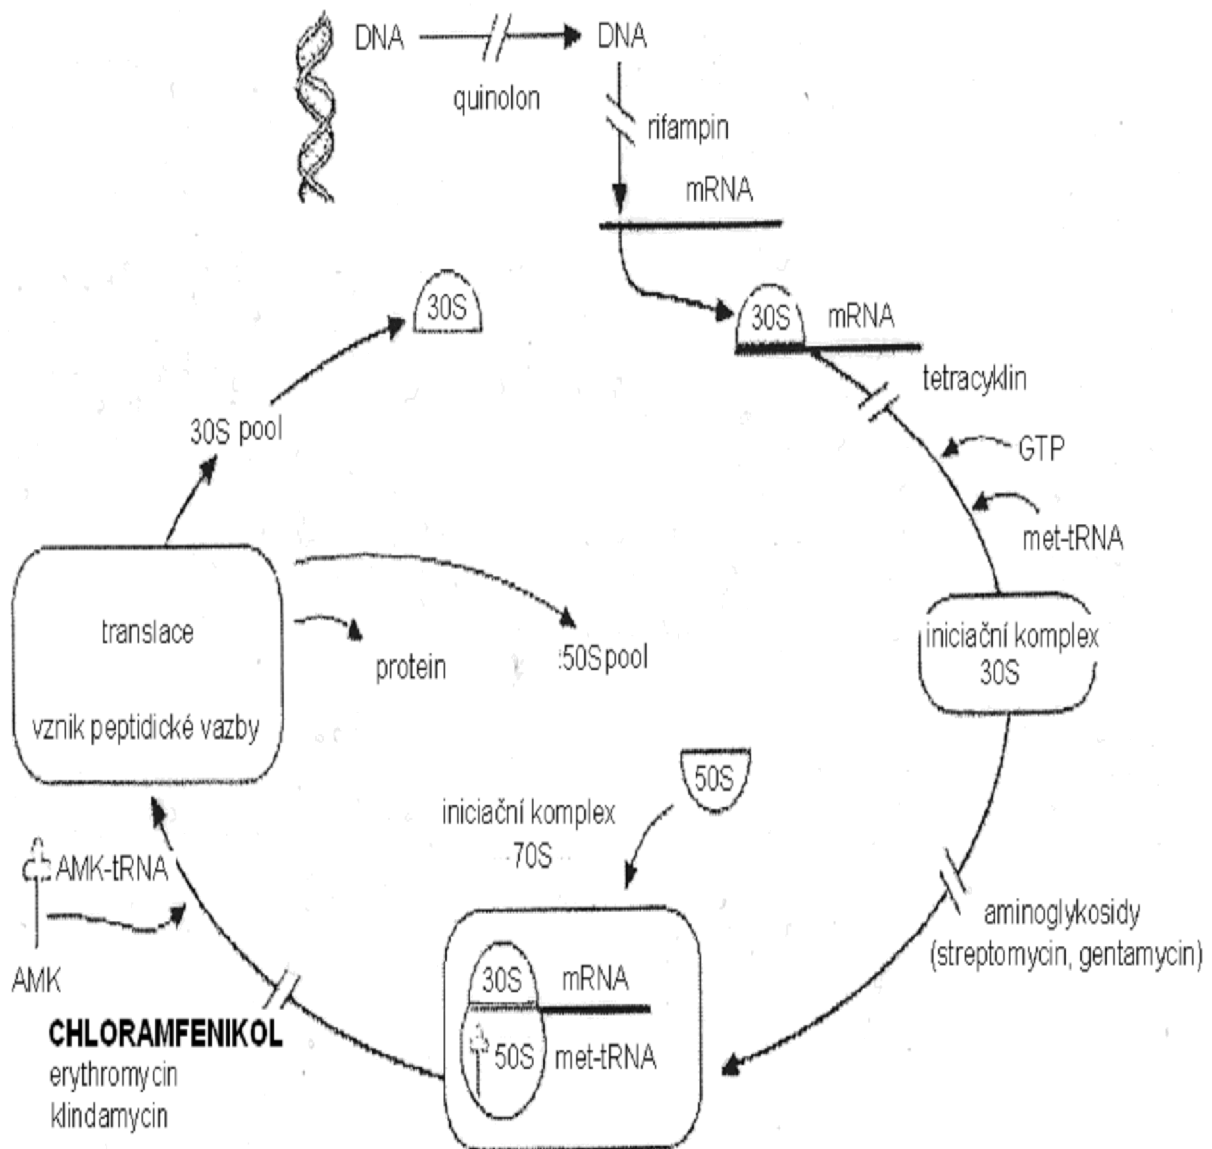 DNA
DNA
quinolon
rifampin
mRNA
30S
30S
mRNA
tetracyklin
30S pool
GTP
met-tRNA
translace
protein
50S pool
iniciační komplex
30S
vznik peptidické vazby
50S
iniciační komplex
70S
AMK-tRNA
aminoglykosidy
(streptomycin, gentamycin)
AMK
30S
mRNA
50S
met-tRNA
CHLORAMFENIKOL
erythromycin
klindamycin